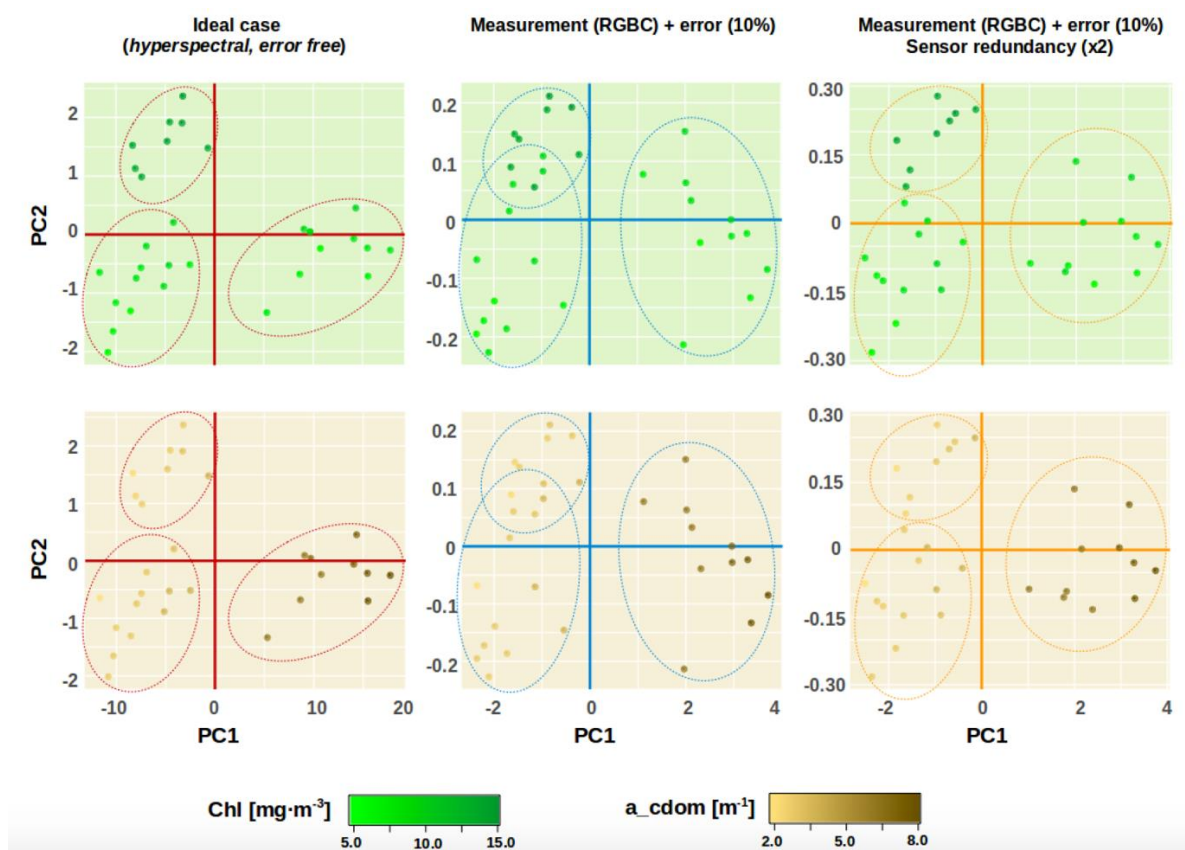 Ideal case
(hyperspectral, error free)
Measurement (RGBC) + error (10%)
Measurement (RGBC) + error (10%)
Sensor redundancy (x2)
PC2
2
1
0
-1
-2
0.2
0.1
0
-0.1
-0.2
0.30
0.15
0
-0.15
-0.30
PC2
2
1
0
-1
-2
0.2
0.1
0
-0.1
0.2
0.30
0.15
0
-0.15
-0.30
-10 0 10 20
-2 0 2 4
-2 0 2 4
PC1
PC1
PC1
Chl [mg·m-3]
5.0 10.0 15.0
a_cdom [m-1]
2.0 5.0 8.0